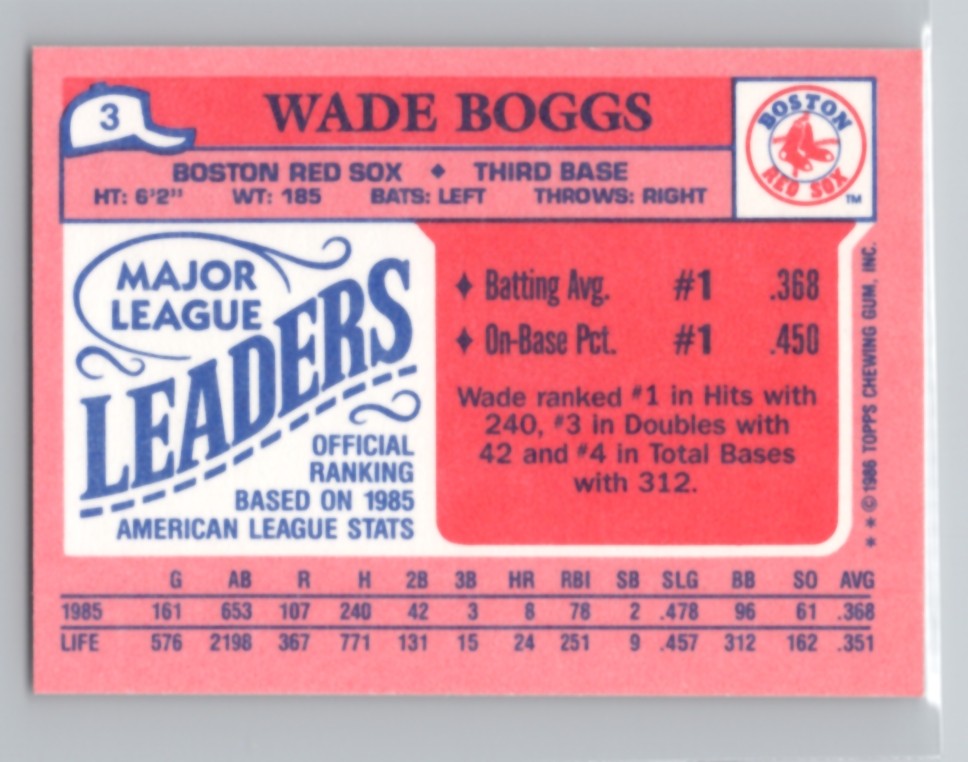 3
WADE BOGGS
BOSTON RED SOX
BOSTON RED SOX ♦ THIRD BASE
HT: 6'2" WT: 185 BATS: LEFT THROWS: RIGHT
TM
MAJOR
LEAGUE
LEADERS
OFFICIAL
RANKING
BASED ON 1985
AMERICAN LEAGUE STATS
♦ Batting Avg. #1 .368
♦ On-Base Pct. #1 .450
Wade ranked #1 in Hits with
240, #3 in Doubles with
42 and #4 in Total Bases
with 312.
* * © 1986 TOPPS CHEWING GUM, INC.
G AB R H 2B 3B HR RBI SB SLG BB SO AVG
1985 161 653 107 240 42 3 8 78 2 .478 96 61 .368
LIFE 576 2198 367 771 131 15 24 251 9 .457 312 162 .351